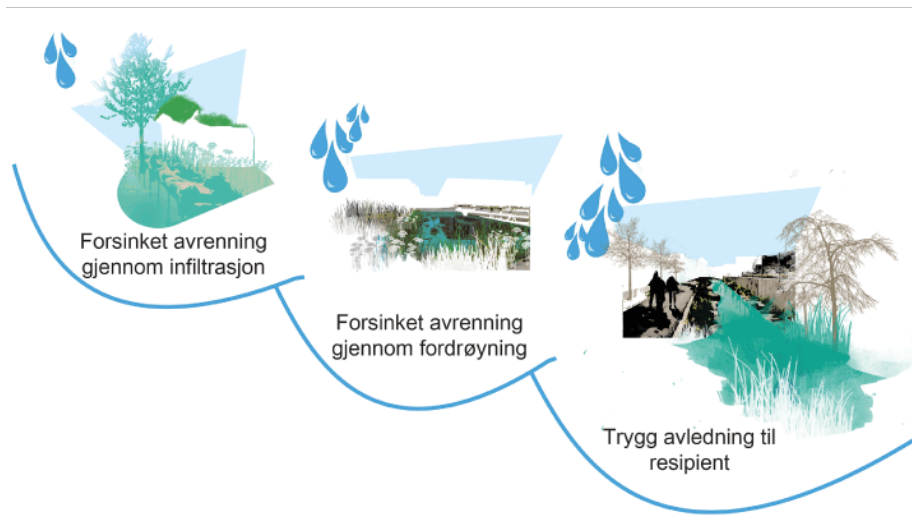 Forsinket avrenning
gjennom infiltrasjon
Forsinket avrenning
gjennom fordrøyning
Trygg avledning til
resipient